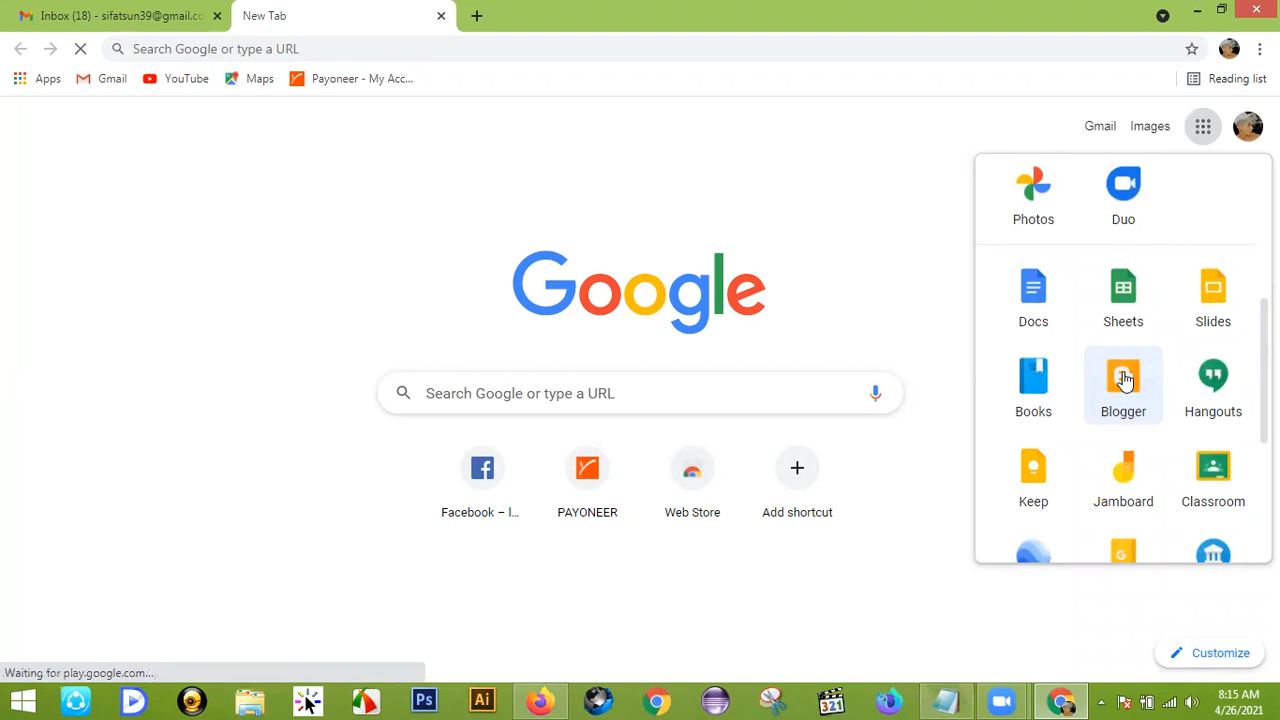 Inbox (18) - sifatsun39@gmail.co
New Tab
Search Google or type a URL
Apps
Gmail
YouTube
Maps
Payoneer - My Acc...
Reading list
Gmail
Images
Photos
Duo
Google
Docs
Sheets
Slides
Search Google or type a URL
Books
Blogger
Hangouts
Keep
Jamboard
Classroom
Facebook – l...
PAYONEER
Web Store
Add shortcut
Customize
Waiting for play.google.com...
Ps
Ai
321
8:15 AM
4/26/2021